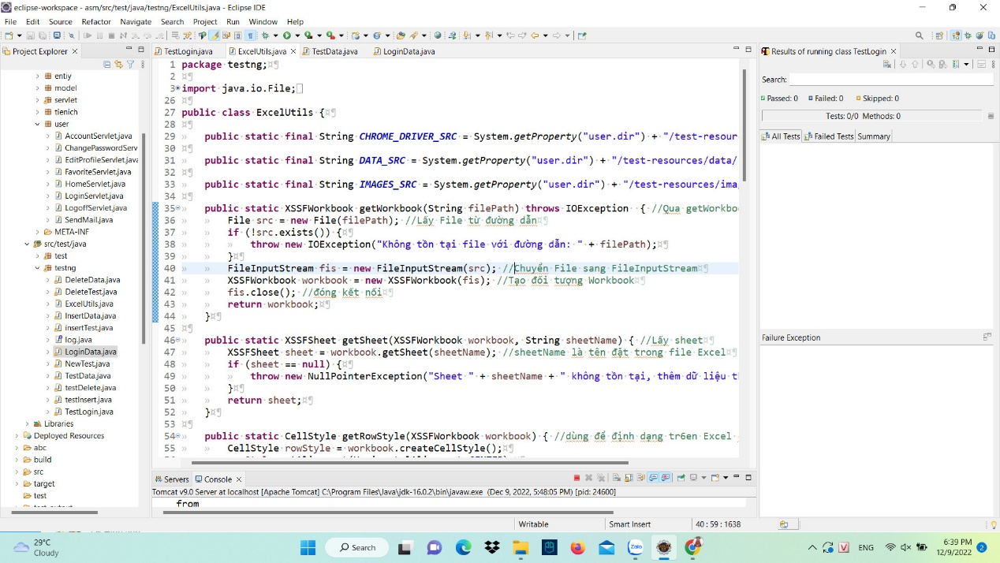 eclipse-workspace - asm/src/test/java/testng/ExcelUtils.java - Eclipse IDE
File Edit Source Refactor Navigate Search Project Run Window Help
Project Explorer
entiy
model
servlet
tienich
user
AccountServlet.java
ChangePasswordServ
EditProfileServlet.java
FavoriteServlet.java
HomeServlet.java
LoginServlet.java
LogoffServlet.java
SendMail.java
META-INF
src/test/java
test
testng
DeleteData.java
DeleteTest.java
ExcelUtils.java
InsertData.java
insertTest.java
log.java
LoginData.java
NewTest.java
TestData.java
testDelete.java
testInsert.java
TestLogin.java
Libraries
Deployed Resources
abc
build
src
target
test
TestLogin.java ExcelUtils.java TestData.java LoginData.java
1 package testng;
2
3 import java.io.File;
26
27 public class ExcelUtils {
28
29 public static final String CHROME_DRIVER_SRC = System.getProperty("user.dir") + "/test-resour
30
31 public static final String DATA_SRC = System.getProperty("user.dir") + "/test-resources/data/
32
33 public static final String IMAGES_SRC = System.getProperty("user.dir") + "/test-resources/ima
34
35 public static XSSFWorkbook getWorkbook(String filePath) throws IOException { //Qua getWorkbo
36 File src = new File(filePath); //Lấy File từ đường dẫn
37 if (!src.exists()) {
38 throw new IOException("Không tồn tại file với đường dẫn: " + filePath);
39 }
40 FileInputStream fis = new FileInputStream(src); //Chuyển File sang FileInputStream
41 XSSFWorkbook workbook = new XSSFWorkbook(fis); //Tạo đối tượng Workbook
42 fis.close(); //đóng kết nối
43 return workbook;
44 }
45
46 public static XSSFSheet getSheet(XSSFWorkbook workbook, String sheetName) { //Lấy sheet
47 XSSFSheet sheet = workbook.getSheet(sheetName); //sheetName là tên đặt trong file Excel
48 if (sheet == null) {
49 throw new NullPointerException("Sheet " + sheetName + " không tồn tại, thêm dữ liệu t
50 }
51 return sheet;
52 }
53
54 public static CellStyle getRowStyle(XSSFWorkbook workbook) { //dùng để định dạng tr6en Excel
55 CellStyle rowStyle = workbook.createCellStyle();
Servers Console
Tomcat v9.0 Server at localhost [Apache Tomcat] C:\Program Files\Java\jdk-16.0.2\bin\javaw.exe (Dec 9, 2022, 5:48:05 PM) [pid: 24600]
from
Results of running class TestLogin
Search:
Passed: 0 Failed: 0 Skipped: 0
Tests: 0/0 Methods: 0
All Tests Failed Tests Summary
Failure Exception
Writable Smart Insert 40 : 59 : 1638
29°C
Cloudy
Search
Zalo
ENG
6:39 PM
12/9/2022
2